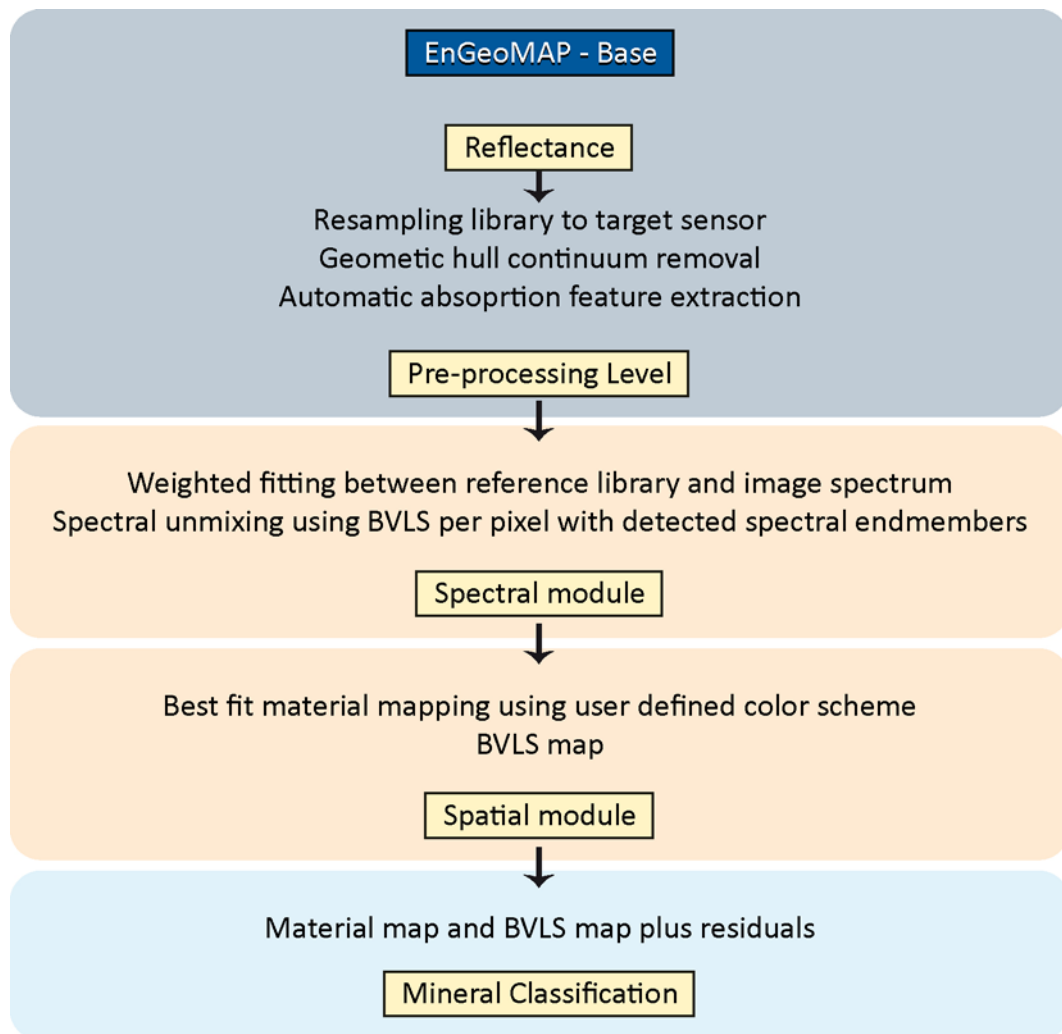 EnGeoMAP - Base
Reflectance
Resampling library to target sensor
Geometic hull continuum removal
Automatic absoprtion feature extraction
Pre-processing Level
Weighted fitting between reference library and image spectrum
Spectral unmixing using BVLS per pixel with detected spectral endmembers
Spectral module
Best fit material mapping using user defined color scheme
BVLS map
Spatial module
Material map and BVLS map plus residuals
Mineral Classification